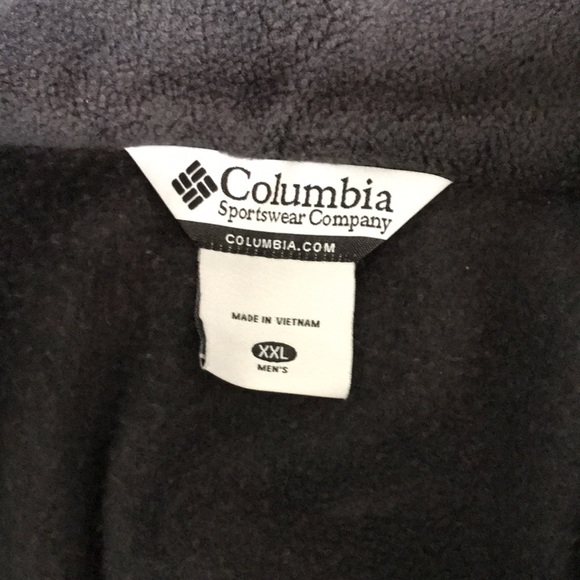 Columbia
Sportswear Company
COLUMBIA.COM
MADE IN VIETNAM
XXL
MEN'S